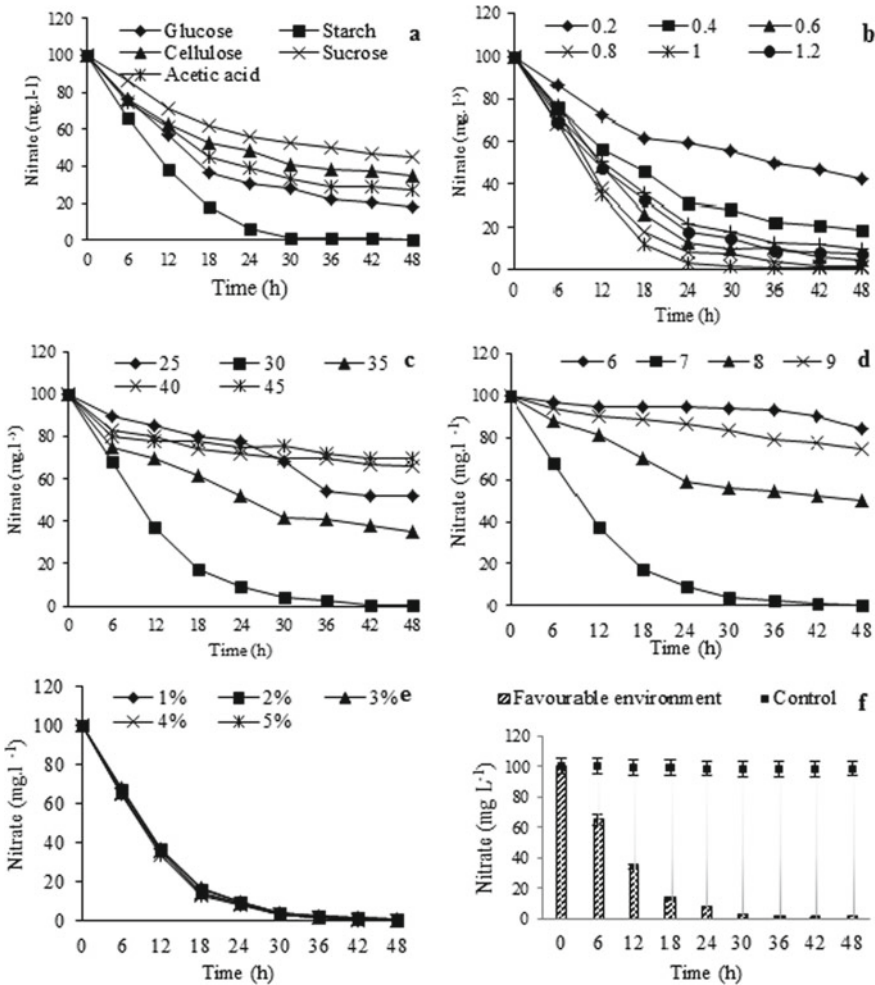 Glucose Starch a
Cellulose Sucrose
Acetic acid
Nitrate (mg.l-1)
120
100
80
60
40
20
0
0 6 12 18 24 30 36 42 48
Time (h)
0.2 0.4 0.6 b
0.8 1 1.2
Nitrate (mg.l⁻¹)
120
100
80
60
40
20
0
0 6 12 18 24 30 36 42 48
Time (h)
25 30 35 c
40 45
Nitrate (mg.l⁻¹)
120
100
80
60
40
20
0
0 6 12 18 24 30 36 42 48
Time (h)
6 7 8 9 d
Nitrate (mg.l⁻¹)
120
100
80
60
40
20
0
0 6 12 18 24 30 36 42 48
Time (h)
1% 2% 3% e
4% 5%
Nitrate (mg.l⁻¹)
120
100
80
60
40
20
0
0 6 12 18 24 30 36 42 48
Time (h)
Favourable environment Control f
Nitrate (mg L⁻¹)
120
100
80
60
40
20
0
0 6 12 18 24 30 36 42 48
Time (h)